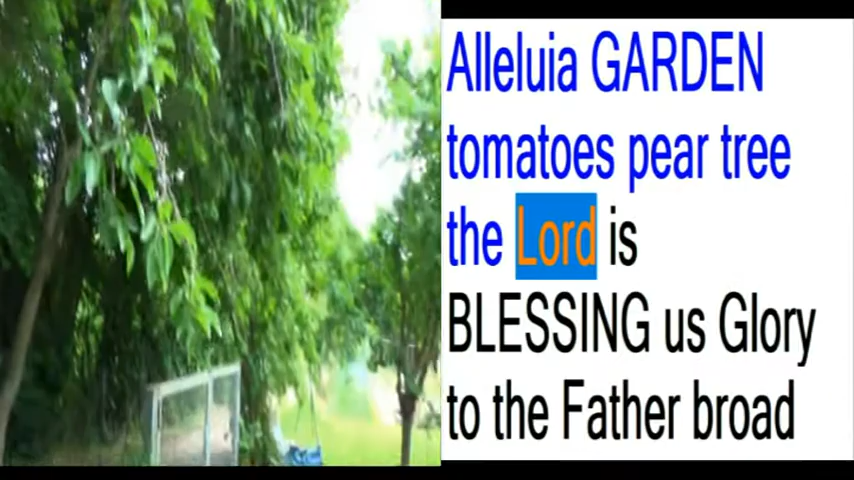 Alleluia GARDEN
tomatoes pear tree
the Lord is
BLESSING us Glory
to the Father broad